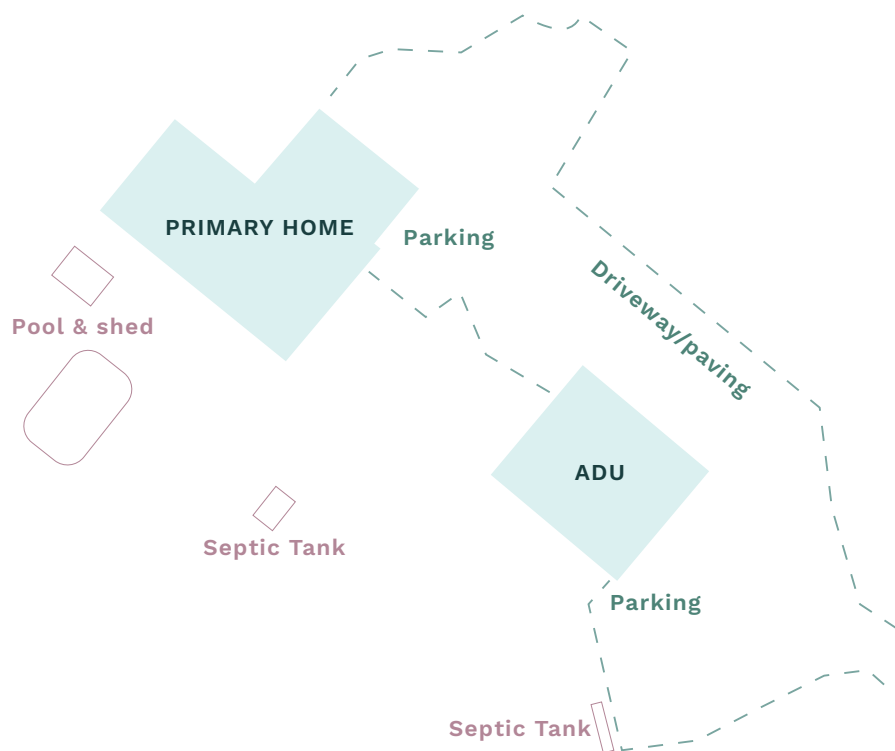 PRIMARY HOME
Parking
Driveway/paving
Pool & shed
ADU
Septic Tank
Parking
Septic Tank